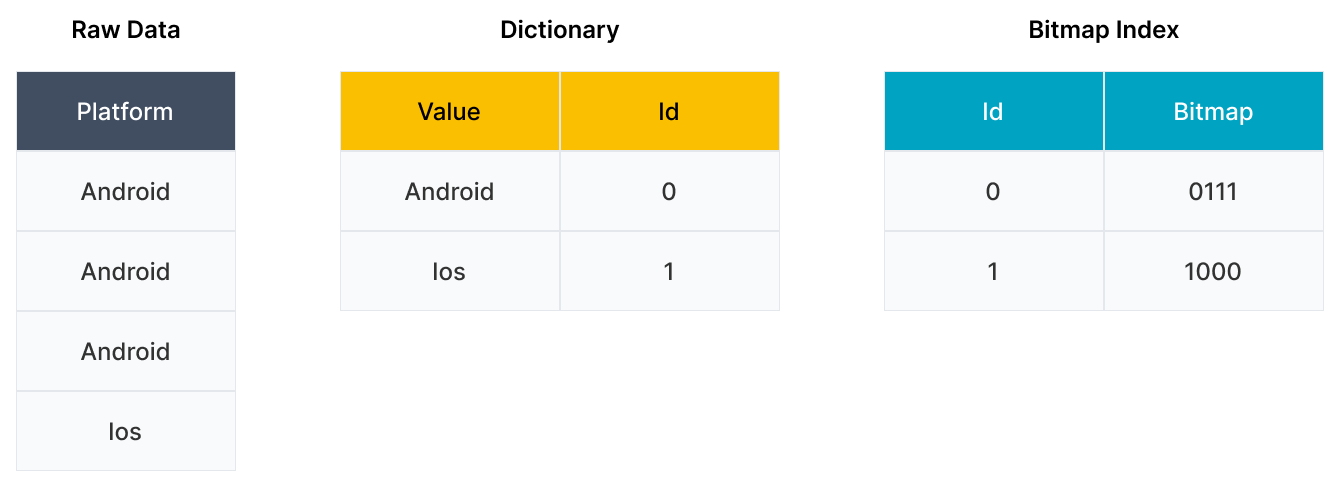 Raw Data
Platform
Android
Android
Android
Ios
Dictionary
Value Id
Android 0
Ios 1
Bitmap Index
Id Bitmap
0 0111
1 1000